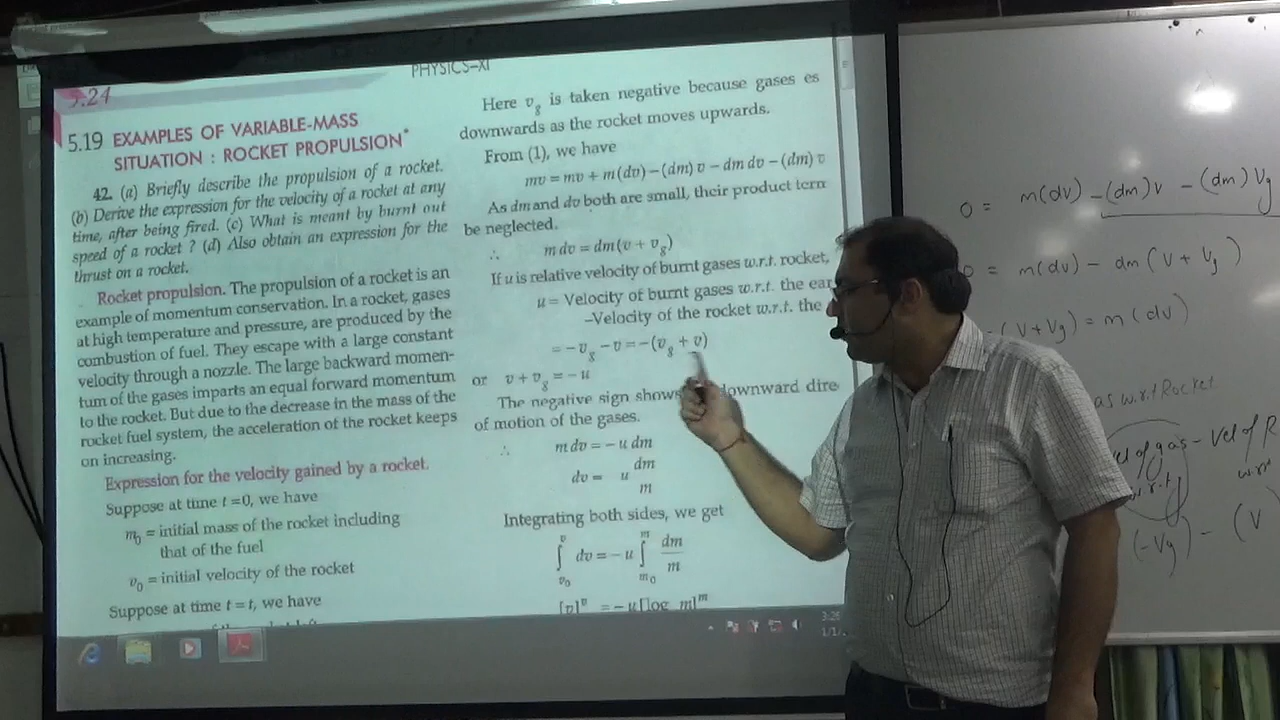 PHYSICS–XI
5.24
5.19 EXAMPLES OF VARIABLE-MASS
SITUATION : ROCKET PROPULSION*
42. (a) Briefly describe the propulsion of a rocket.
(b) Derive the expression for the velocity of a rocket at any
time, after being fired. (c) What is meant by burnt out
speed of a rocket ? (d) Also obtain an expression for the
thrust on a rocket.
Rocket propulsion. The propulsion of a rocket is an
example of momentum conservation. In a rocket, gases
at high temperature and pressure, are produced by the
combustion of fuel. They escape with a large constant
velocity through a nozzle. The large backward momen-
tum of the gases imparts an equal forward momentum
to the rocket. But due to the decrease in the mass of the
rocket fuel system, the acceleration of the rocket keeps
on increasing.
Expression for the velocity gained by a rocket.
Suppose at time t =0, we have
m₀ = initial mass of the rocket including
that of the fuel
v₀ = initial velocity of the rocket
Suppose at time t = t, we have
Here v_g is taken negative because gases es
downwards as the rocket moves upwards.
From (1), we have
mv = mv + m(dv) – (dm) v – dm dv – (dm) v
As dm and dv both are small, their product term
be neglected.
∴ m dv = dm(v + v_g)
If u is relative velocity of burnt gases w.r.t. rocket,
u = Velocity of burnt gases w.r.t. the ear
–Velocity of the rocket w.r.t. the
= – v_g – v = –(v_g + v)
or v + v_g = – u
The negative sign shows downward dire
of motion of the gases.
∴ m dv = – u dm
dv = u dm/m
Integrating both sides, we get
∫_{v₀}^{v} dv = – u ∫_{m₀}^{m} dm/m
[v]^v = – u [log m]^m
3:26
1/1/
0 = m(dv) – (dm)v – (dm) Vg
0 = m(dv) – dm (v + Vg)
(v+Vg) = m (dv)
as w.r.t Rocket
el of gas – Vel of R
w.r.t w.r
(-Vg) – (V